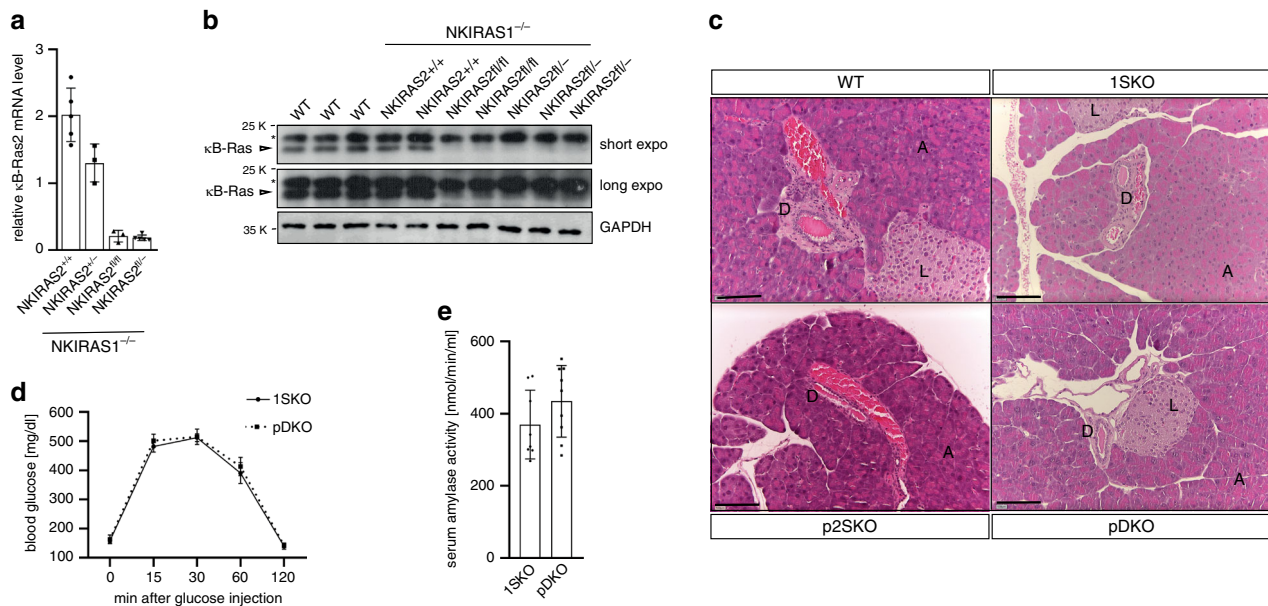 a
relative κB-Ras2 mRNA level
3
2
1
0
NKIRAS2+/+
NKIRAS2+/–
NKIRAS2fl/fl
NKIRAS2fl/–
NKIRAS1–/–
b
NKIRAS1–/–
WT
WT
WT
NKIRAS2+/+
NKIRAS2+/+
NKIRAS2fl/fl
NKIRAS2fl/fl
NKIRAS2fl/–
NKIRAS2fl/–
NKIRAS2fl/–
25 K
*
κB-Ras
short expo
25 K
*
κB-Ras
long expo
35 K
GAPDH
c
WT
1SKO
A
D
L
L
D
A
D
A
L
D
A
p2SKO
pDKO
d
blood glucose [mg/dl]
600
500
400
300
200
100
0
15
30
60
120
min after glucose injection
1SKO
pDKO
e
serum amylase activity [nmol/min/ml]
600
400
200
0
1SKO
pDKO